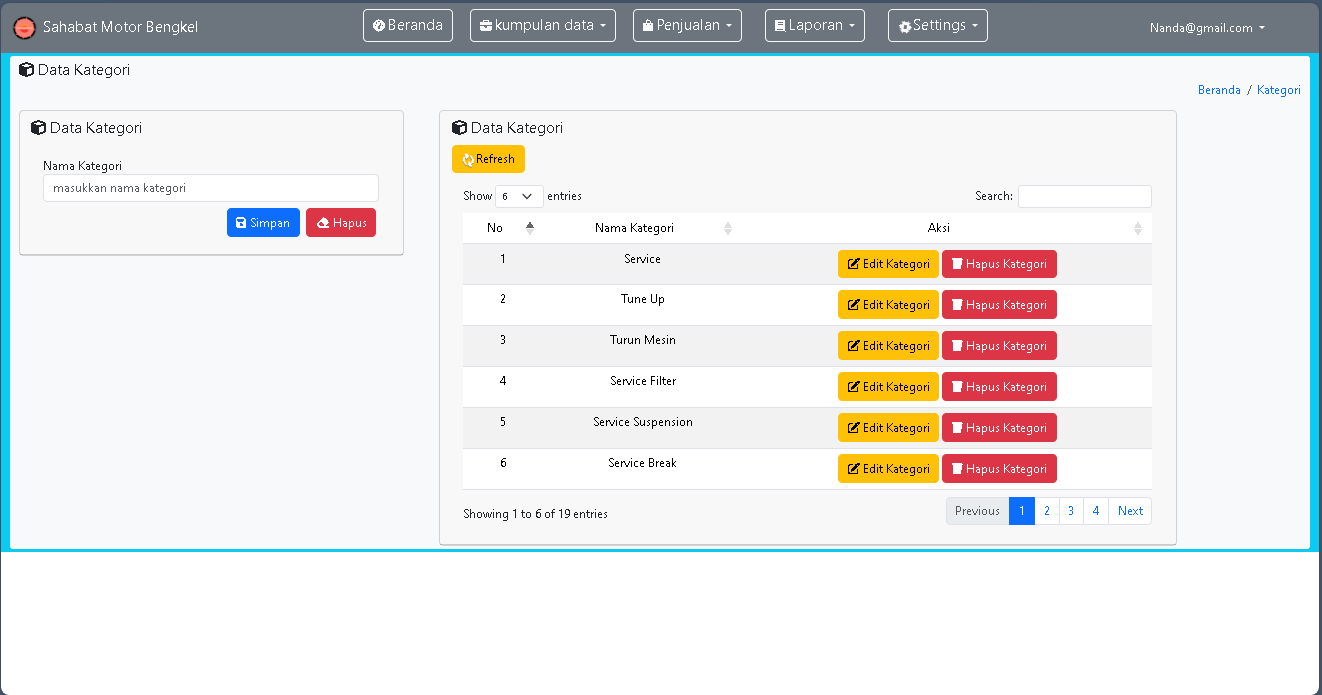 Sahabat Motor Bengkel Beranda kumpulan data Penjualan Laporan Settings Nanda@gmail.com
Data Kategori
Beranda / Kategori
Data Kategori
Nama Kategori
masukkan nama kategori
Simpan Hapus
Data Kategori
Refresh
Show 6 entries Search:
No Nama Kategori Aksi
1 Service Edit Kategori Hapus Kategori
2 Tune Up Edit Kategori Hapus Kategori
3 Turun Mesin Edit Kategori Hapus Kategori
4 Service Filter Edit Kategori Hapus Kategori
5 Service Suspension Edit Kategori Hapus Kategori
6 Service Break Edit Kategori Hapus Kategori
Showing 1 to 6 of 19 entries Previous 1 2 3 4 Next